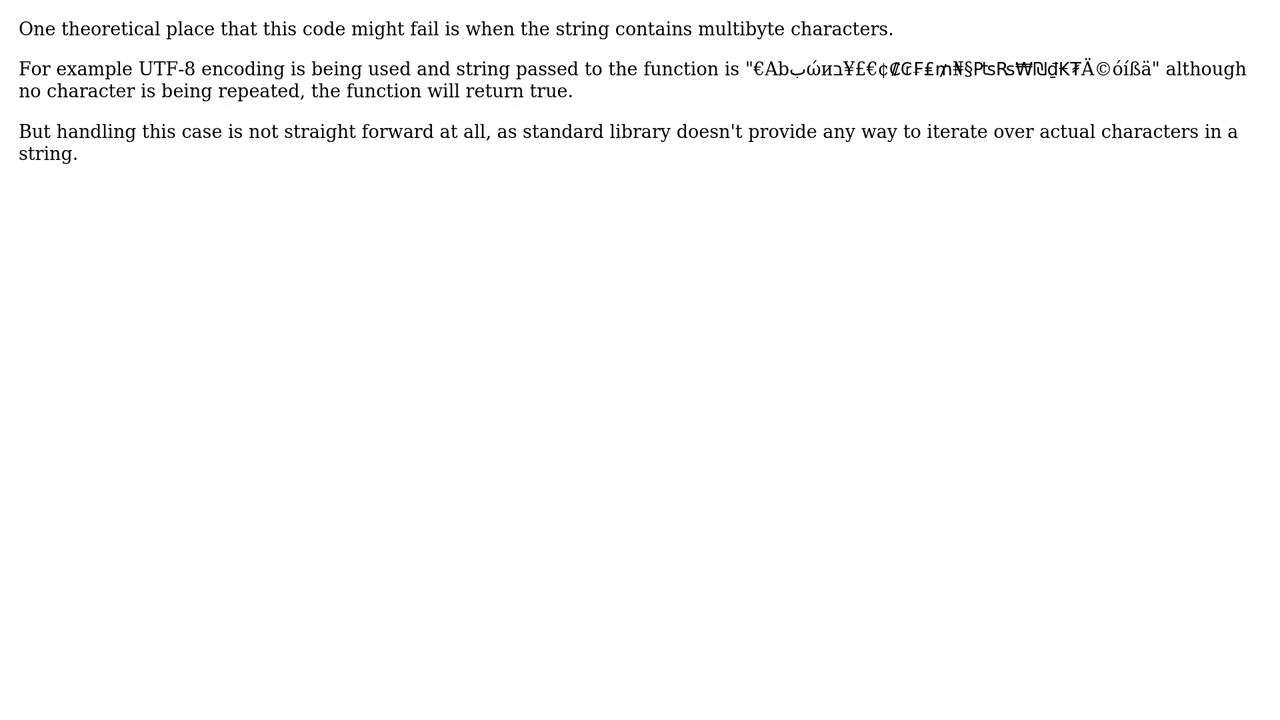 One theoretical place that this code might fail is when the string contains multibyte characters.
For example UTF-8 encoding is being used and string passed to the function is "€Abبώиב¥£€¢₡₢₣₤₥₦§₧₨₩₪₫₭₮Ä©óíßä" although
no character is being repeated, the function will return true.
But handling this case is not straight forward at all, as standard library doesn't provide any way to iterate over actual characters in a
string.